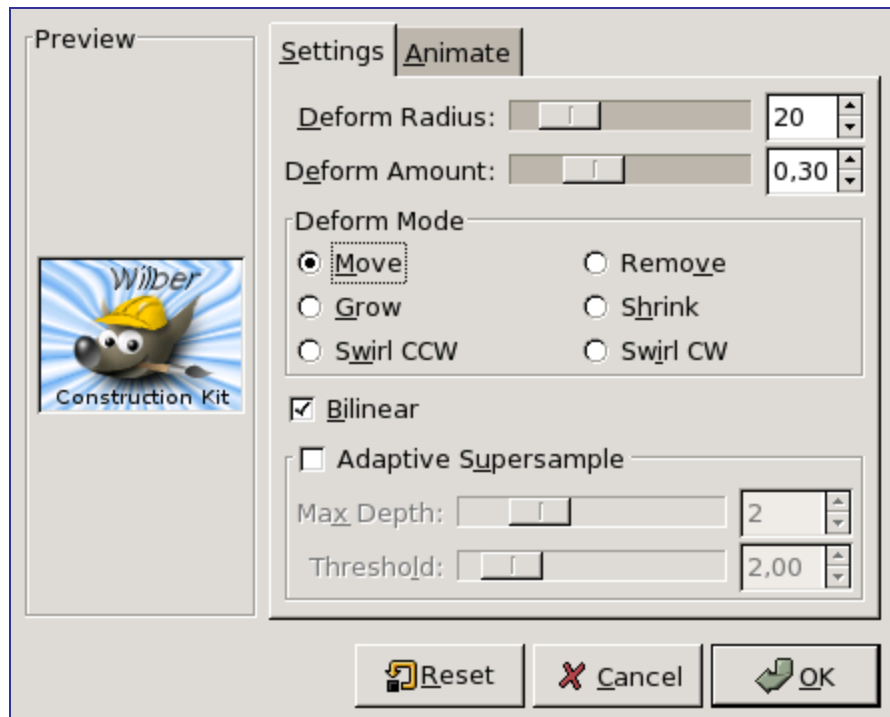 Preview
Wilber
Construction Kit
Settings Animate
Deform Radius: 20
Deform Amount: 0,30
Deform Mode
Move Remove
Grow Shrink
Swirl CCW Swirl CW
Bilinear
Adaptive Supersample
Max Depth: 2
Threshold: 2,00
Reset Cancel OK